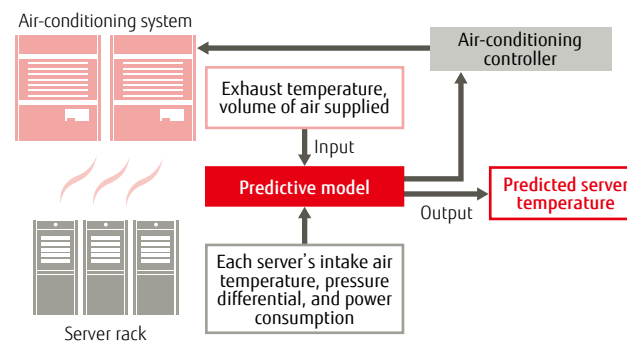 Air-conditioning system
Air-conditioning
controller
Exhaust temperature,
volume of air supplied
Input
Predictive model
Predicted server
temperature
Output
Each server's intake air
temperature, pressure
differential, and power
consumption
Server rack